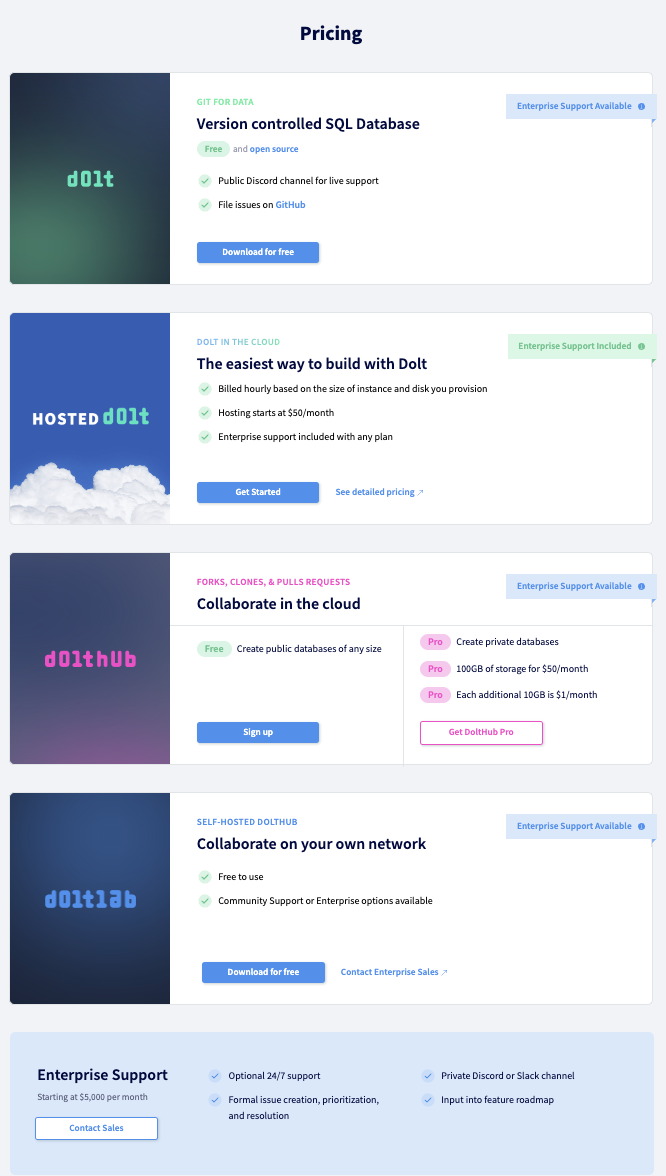 Pricing
dolt
GIT FOR DATA
Enterprise Support Available
Version controlled SQL Database
Free and open source
Public Discord channel for live support
File issues on GitHub
Download for free
HOSTED dolt
DOLT IN THE CLOUD
Enterprise Support Included
The easiest way to build with Dolt
Billed hourly based on the size of instance and disk you provision
Hosting starts at $50/month
Enterprise support included with any plan
Get Started
See detailed pricing ↗
dolthub
FORKS, CLONES, & PULLS REQUESTS
Enterprise Support Available
Collaborate in the cloud
Free Create public databases of any size
Sign up
Pro Create private databases
Pro 100GB of storage for $50/month
Pro Each additional 10GB is $1/month
Get DoltHub Pro
doltlab
SELF-HOSTED DOLTHUB
Enterprise Support Available
Collaborate on your own network
Free to use
Community Support or Enterprise options available
Download for free
Contact Enterprise Sales ↗
Enterprise Support
Starting at $5,000 per month
Contact Sales
Optional 24/7 support
Formal issue creation, prioritization,
and resolution
Private Discord or Slack channel
Input into feature roadmap